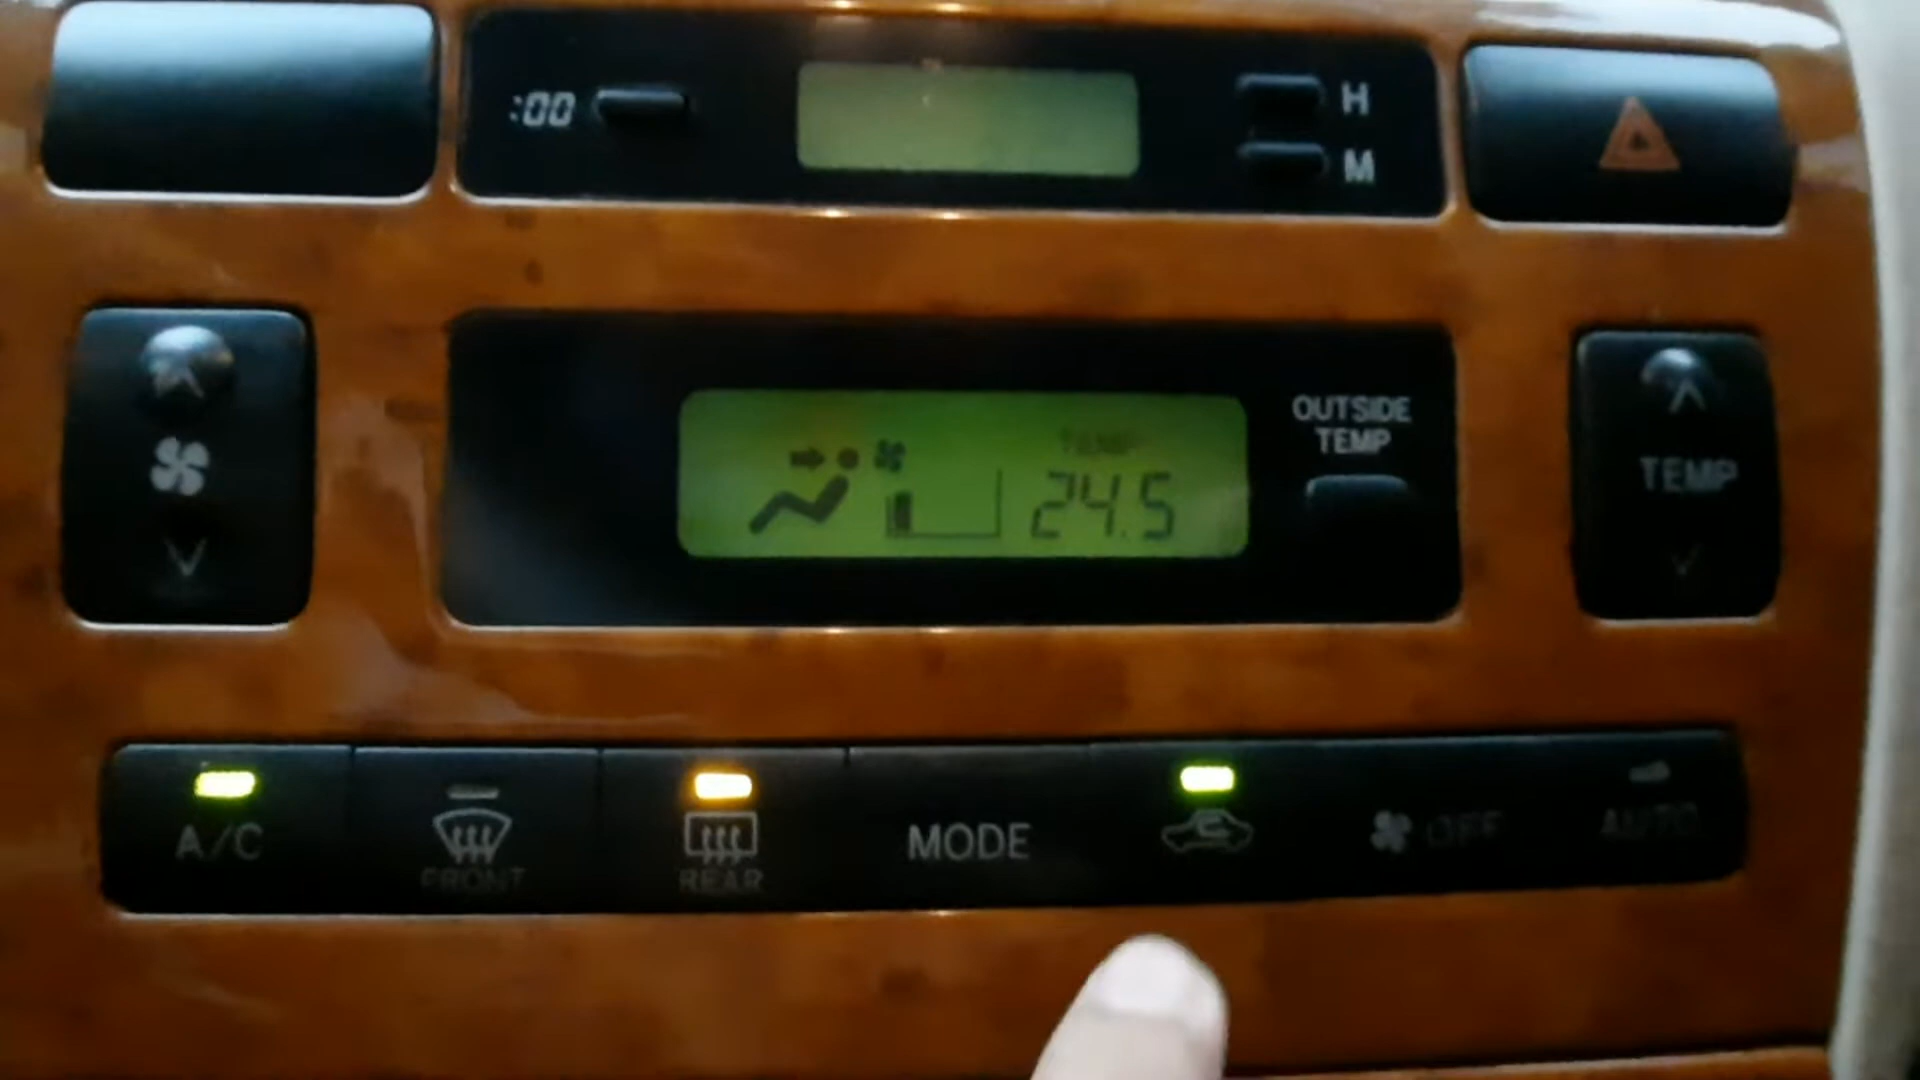 :00
H
M
OUTSIDE
TEMP
TEMP
24.5
TEMP
A/C
FRONT
REAR
MODE
OFF
AUTO